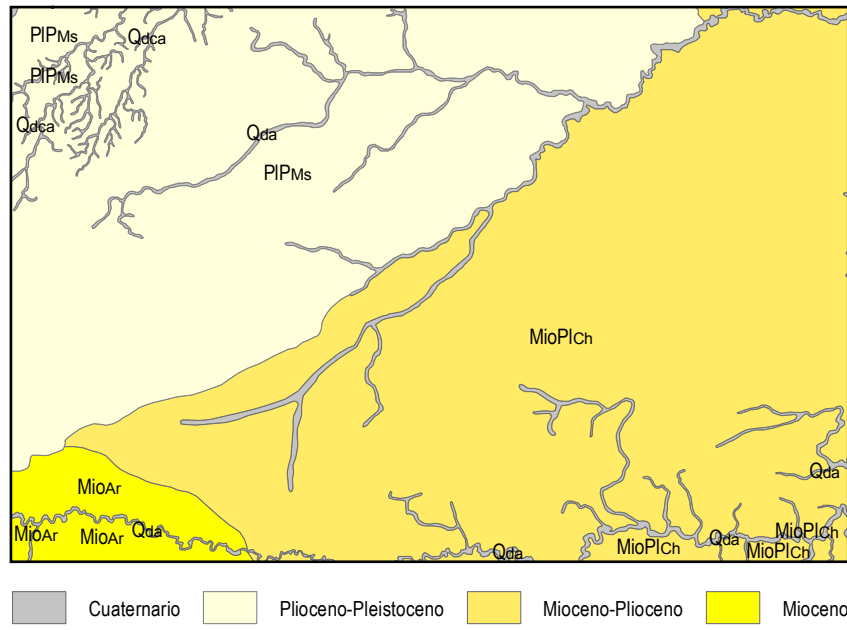 PlPMs
Qdca
PlPMs
Qdca
Qda
PlPMs
MioPlCh
Qda
MioAr
MioAr
MioAr
Qda
Qda
MioPlCh
Qda
MioPlCh
MioPlCh
Cuaternario
Plioceno-Pleistoceno
Mioceno-Plioceno
Mioceno